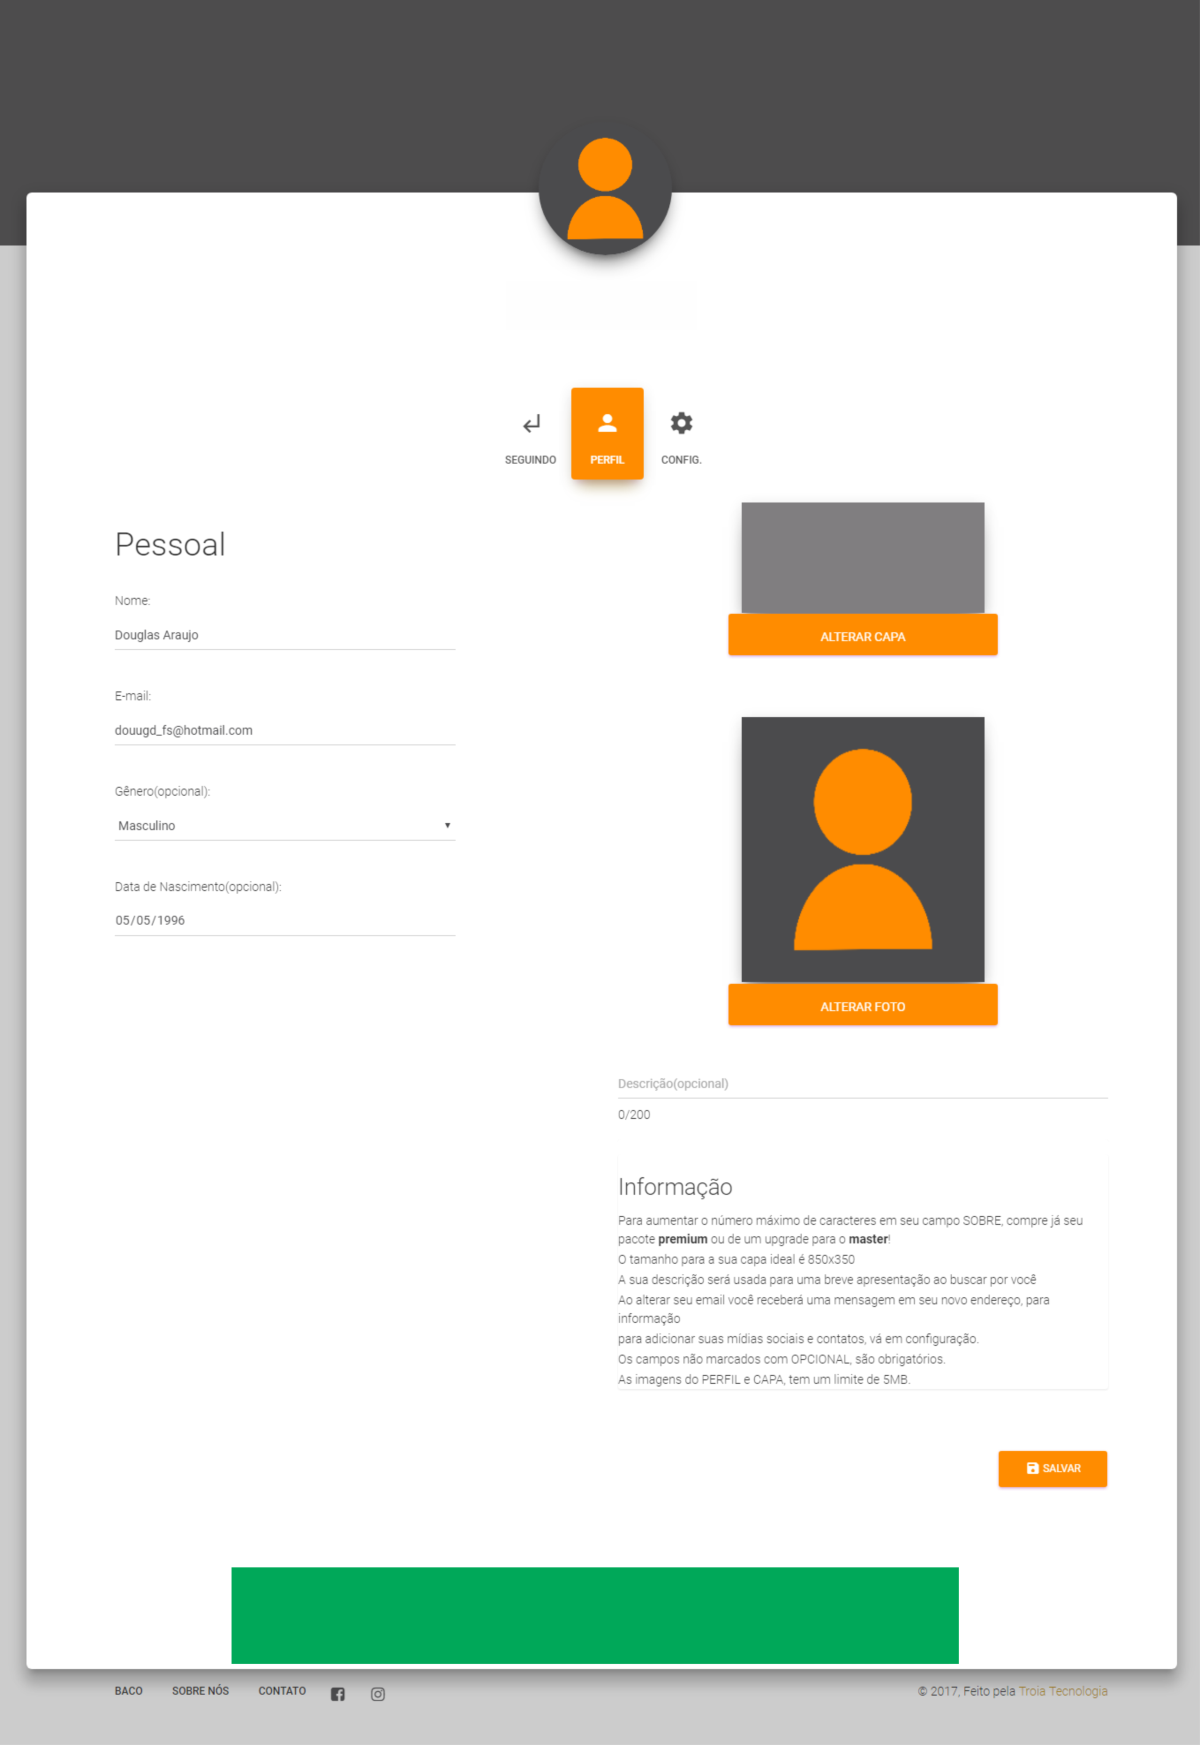 SEGUINDO PERFIL CONFIG.
Pessoal
Nome:
Douglas Araujo
E-mail:
douugd_fs@hotmail.com
Gênero(opcional):
Masculino
Data de Nascimento(opcional):
05/05/1996
ALTERAR CAPA
ALTERAR FOTO
Descrição(opcional)
0/200
Informação
Para aumentar o número máximo de caracteres em seu campo SOBRE, compre já seu
pacote premium ou de um upgrade para o master!
O tamanho para a sua capa ideal é 850x350
A sua descrição será usada para uma breve apresentação ao buscar por você
Ao alterar seu email você receberá uma mensagem em seu novo endereço, para
informação
para adicionar suas mídias sociais e contatos, vá em configuração.
Os campos não marcados com OPCIONAL, são obrigatórios.
As imagens do PERFIL e CAPA, tem um limite de 5MB.
SALVAR
BACO SOBRE NÓS CONTATO © 2017, Feito pela Troia Tecnologia